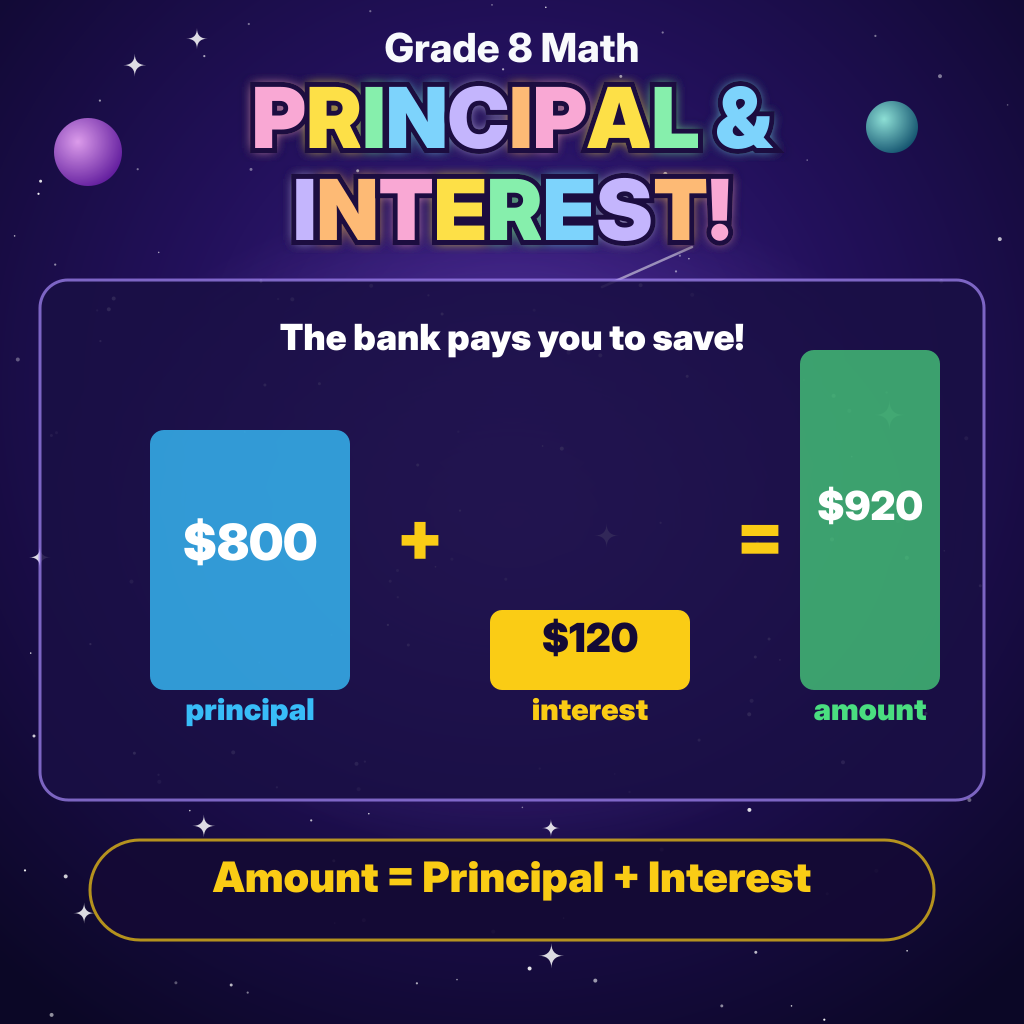 Grade 8 Math
PRINCIPAL &
INTEREST!
The bank pays you to save!
$800
+
$120
=
$920
principal
interest
amount
Amount = Principal + Interest